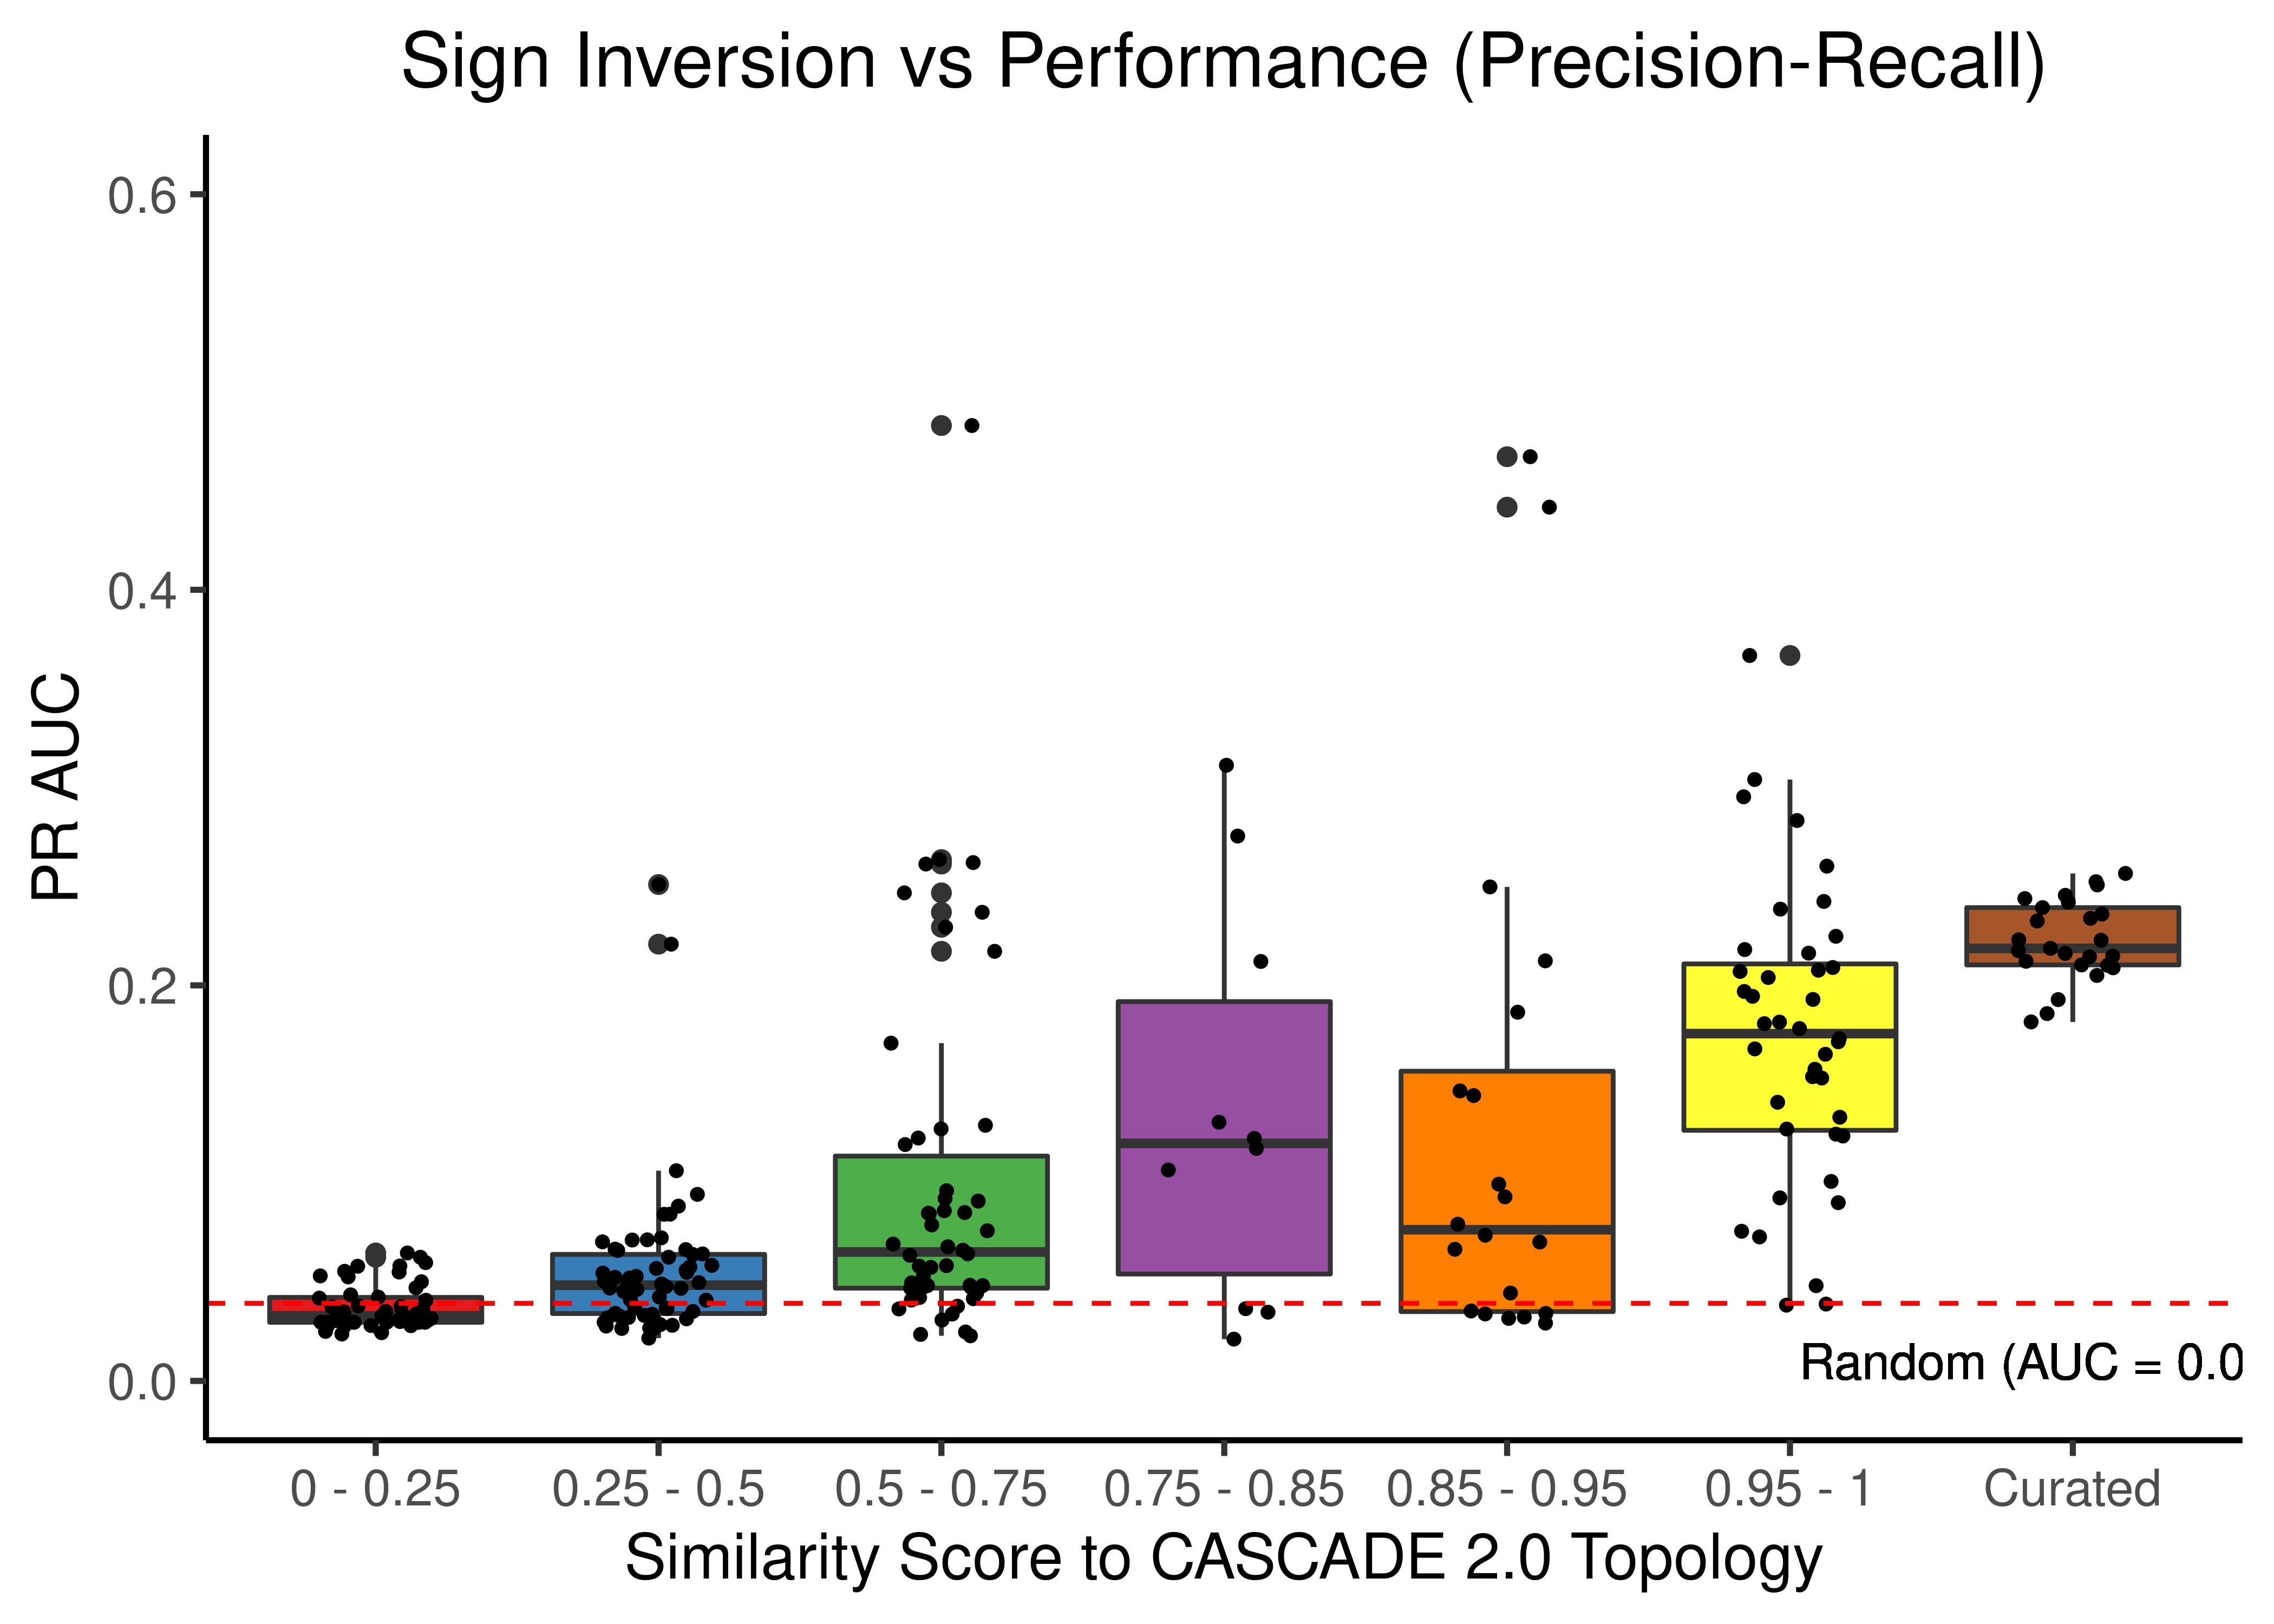 Sign Inversion vs Performance (Precision-Recall)
0.6
0.4
0.2
0.0
PR AUC
Random (AUC = 0.0
0 - 0.25
0.25 - 0.5
0.5 - 0.75
0.75 - 0.85
0.85 - 0.95
0.95 - 1
Curated
Similarity Score to CASCADE 2.0 Topology